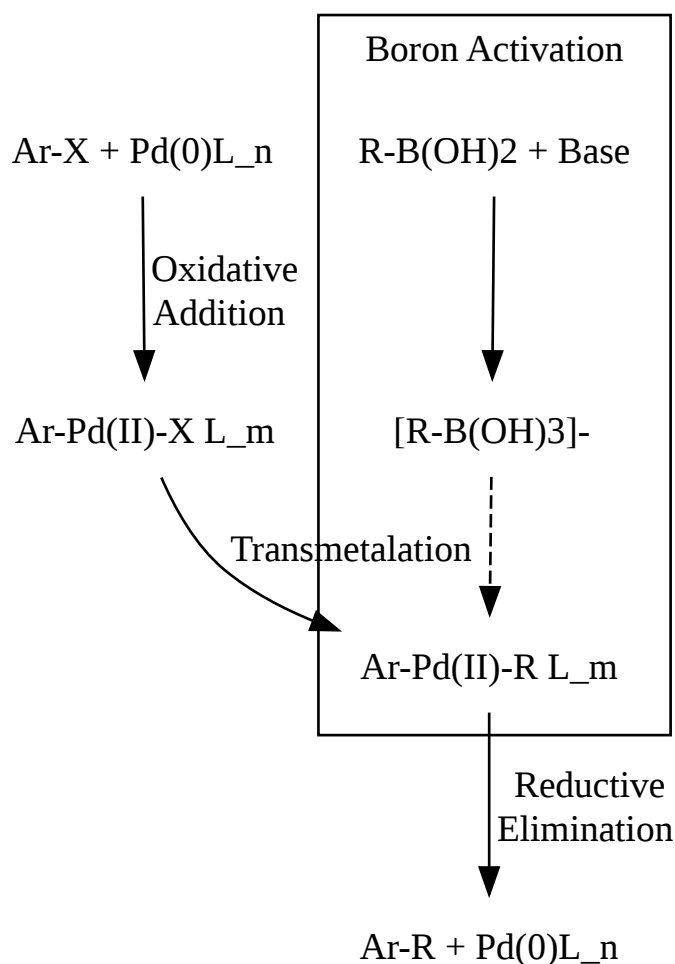 Boron Activation
Ar-X + Pd(0)L_n
R-B(OH)2 + Base
Oxidative
Addition
Ar-Pd(II)-X L_m
[R-B(OH)3]-
Transmetalation
Ar-Pd(II)-R L_m
Reductive
Elimination
Ar-R + Pd(0)L_n